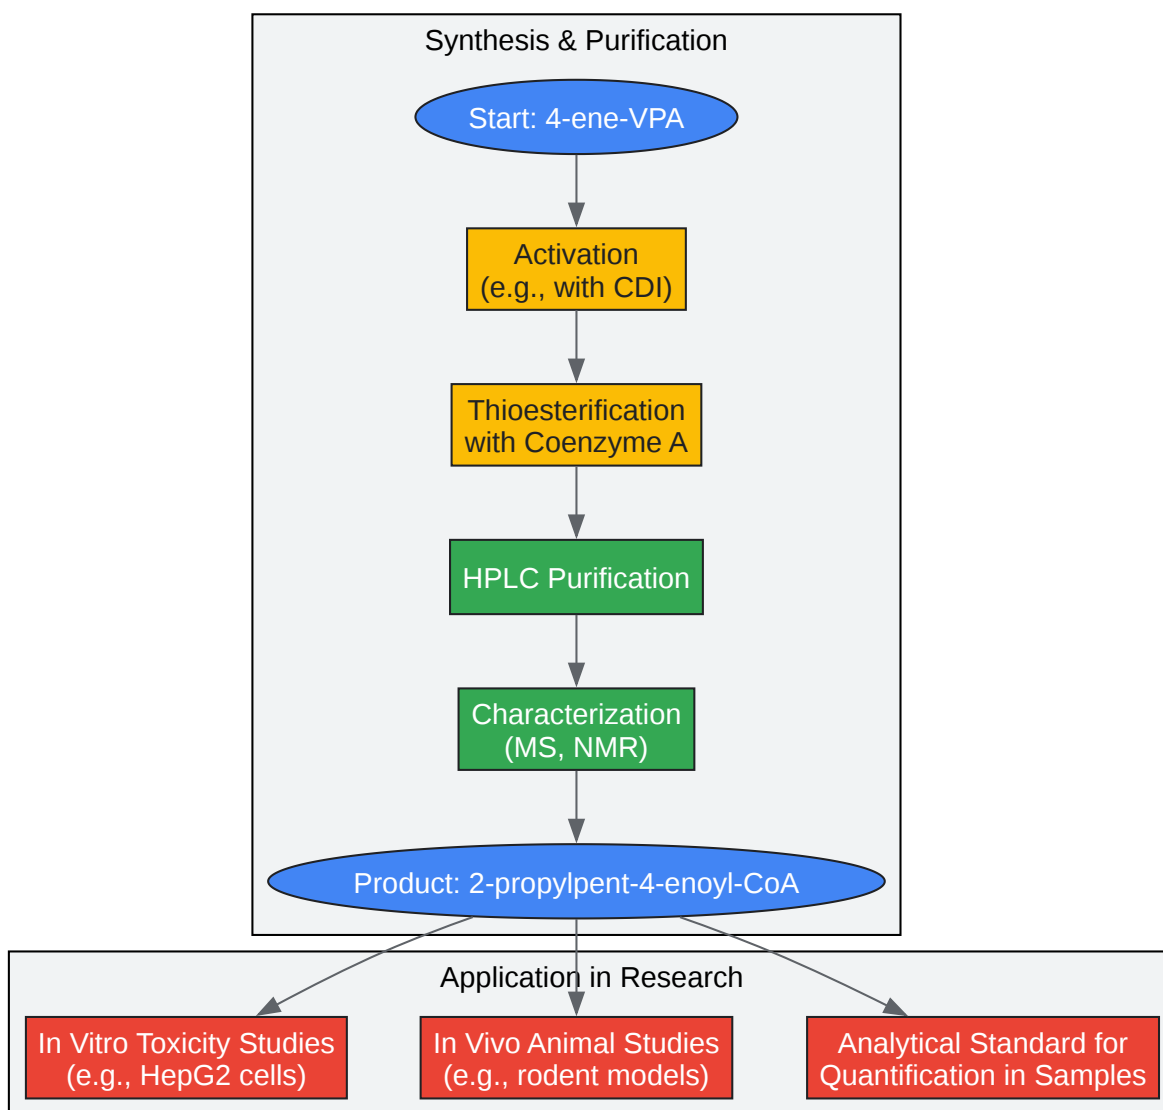 Synthesis & Purification
Start: 4-ene-VPA
Activation
(e.g., with CDI)
Thioesterification
with Coenzyme A
HPLC Purification
Characterization
(MS, NMR)
Product: 2-propylpent-4-enoyl-CoA
Application in Research
In Vitro Toxicity Studies
(e.g., HepG2 cells)
In Vivo Animal Studies
(e.g., rodent models)
Analytical Standard for
Quantification in Samples